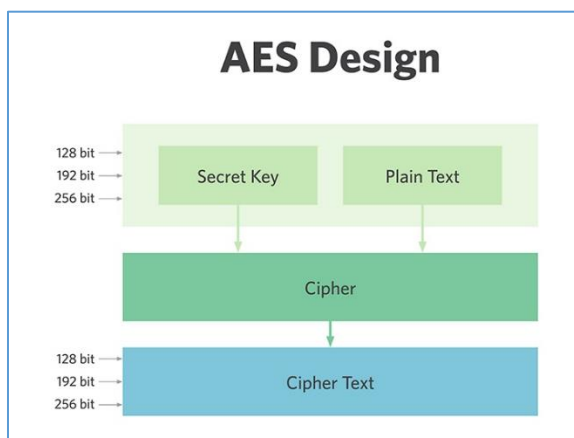 AES Design
128 bit
192 bit
256 bit
Secret Key
Plain Text
Cipher
128 bit
192 bit
256 bit
Cipher Text